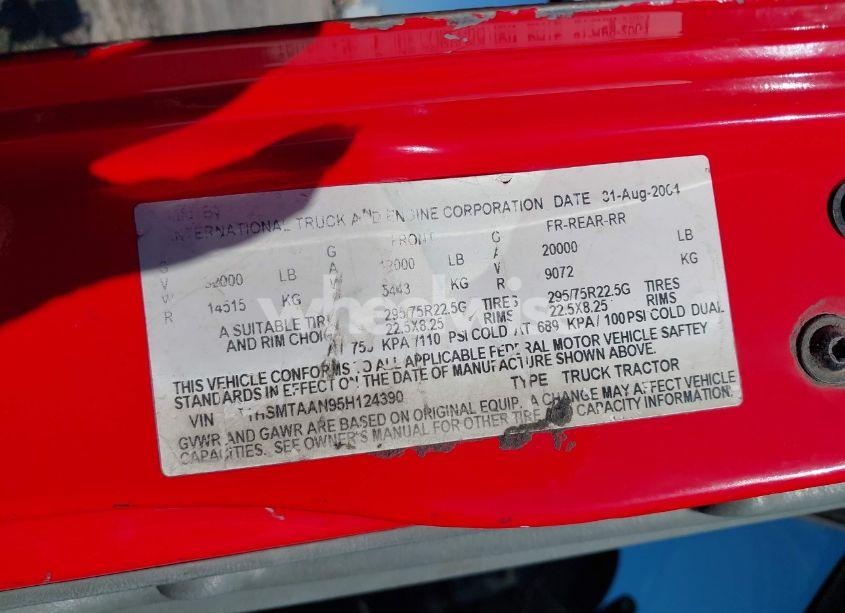 INTERNATIONAL TRUCK AND ENGINE CORPORATION DATE 31-Aug-2004
G G FRONT G FR-REAR-RR
V 32000 LB A 12000 LB A 20000 LB
W 14515 KG W 5443 KG V 9072 KG
R R R
A SUITABLE TIRE 295/75R22.5G TIRES 295/75R22.5G TIRES
AND RIM CHOICE 22.5X8.25 RIMS 22.5X8.25 RIMS
KPA /110 PSI COLD AT 689 KPA/ 100 PSI COLD DUAL
THIS VEHICLE CONFORMS TO ALL APPLICABLE FEDERAL MOTOR VEHICLE SAFTEY
STANDARDS IN EFFECT ON THE DATE OF MANUFACTURE SHOWN ABOVE.
VIN HSMTAAN95H124390 TYPE TRUCK TRACTOR
GVWR AND GAWR ARE BASED ON ORIGINAL EQUIP. A CHANGE MAY AFFECT VEHICLE
CAPACITIES. SEE OWNER'S MANUAL FOR OTHER TIRE AND CAPACITY INFORMATION.